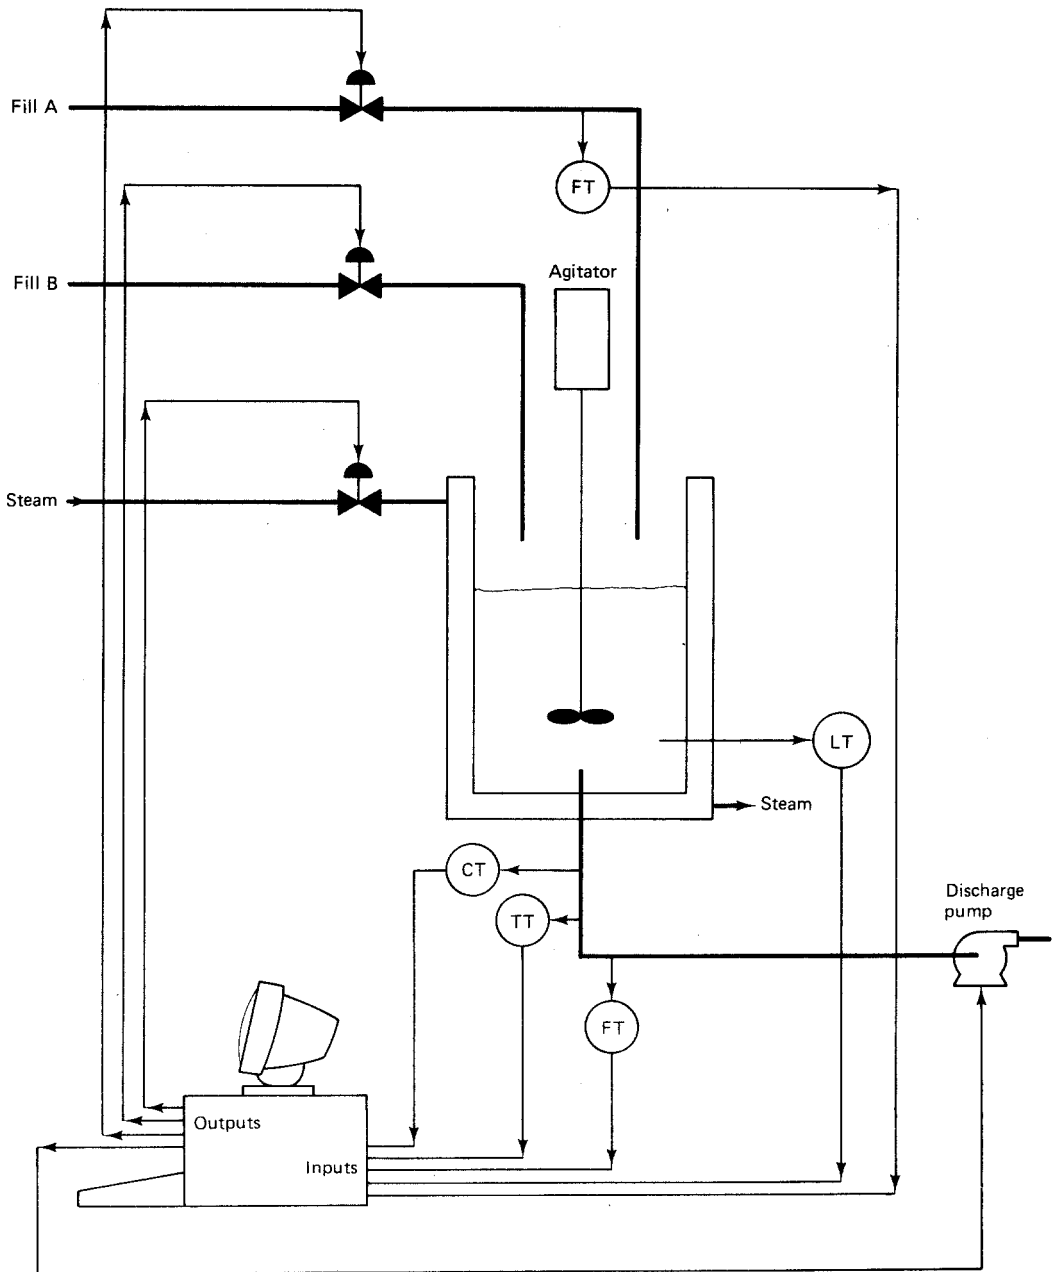 Fill A
FT
Agitator
Fill B
Steam
LT
Steam
CT
Discharge
pump
TT
FT
Outputs
Inputs